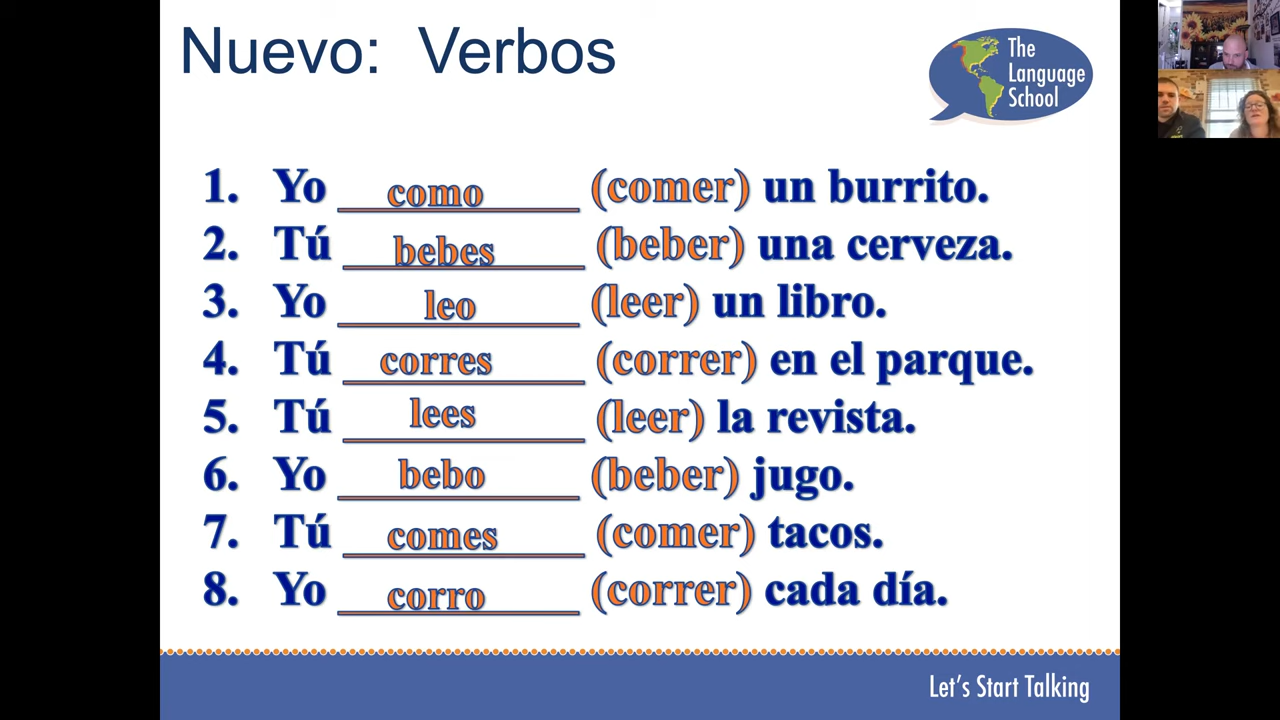 Nuevo: Verbos
The
Language
School
1. Yo como (comer) un burrito.
2. Tú bebes (beber) una cerveza.
3. Yo leo (leer) un libro.
4. Tú corres (correr) en el parque.
5. Tú lees (leer) la revista.
6. Yo bebo (beber) jugo.
7. Tú comes (comer) tacos.
8. Yo corro (correr) cada día.
Let's Start Talking